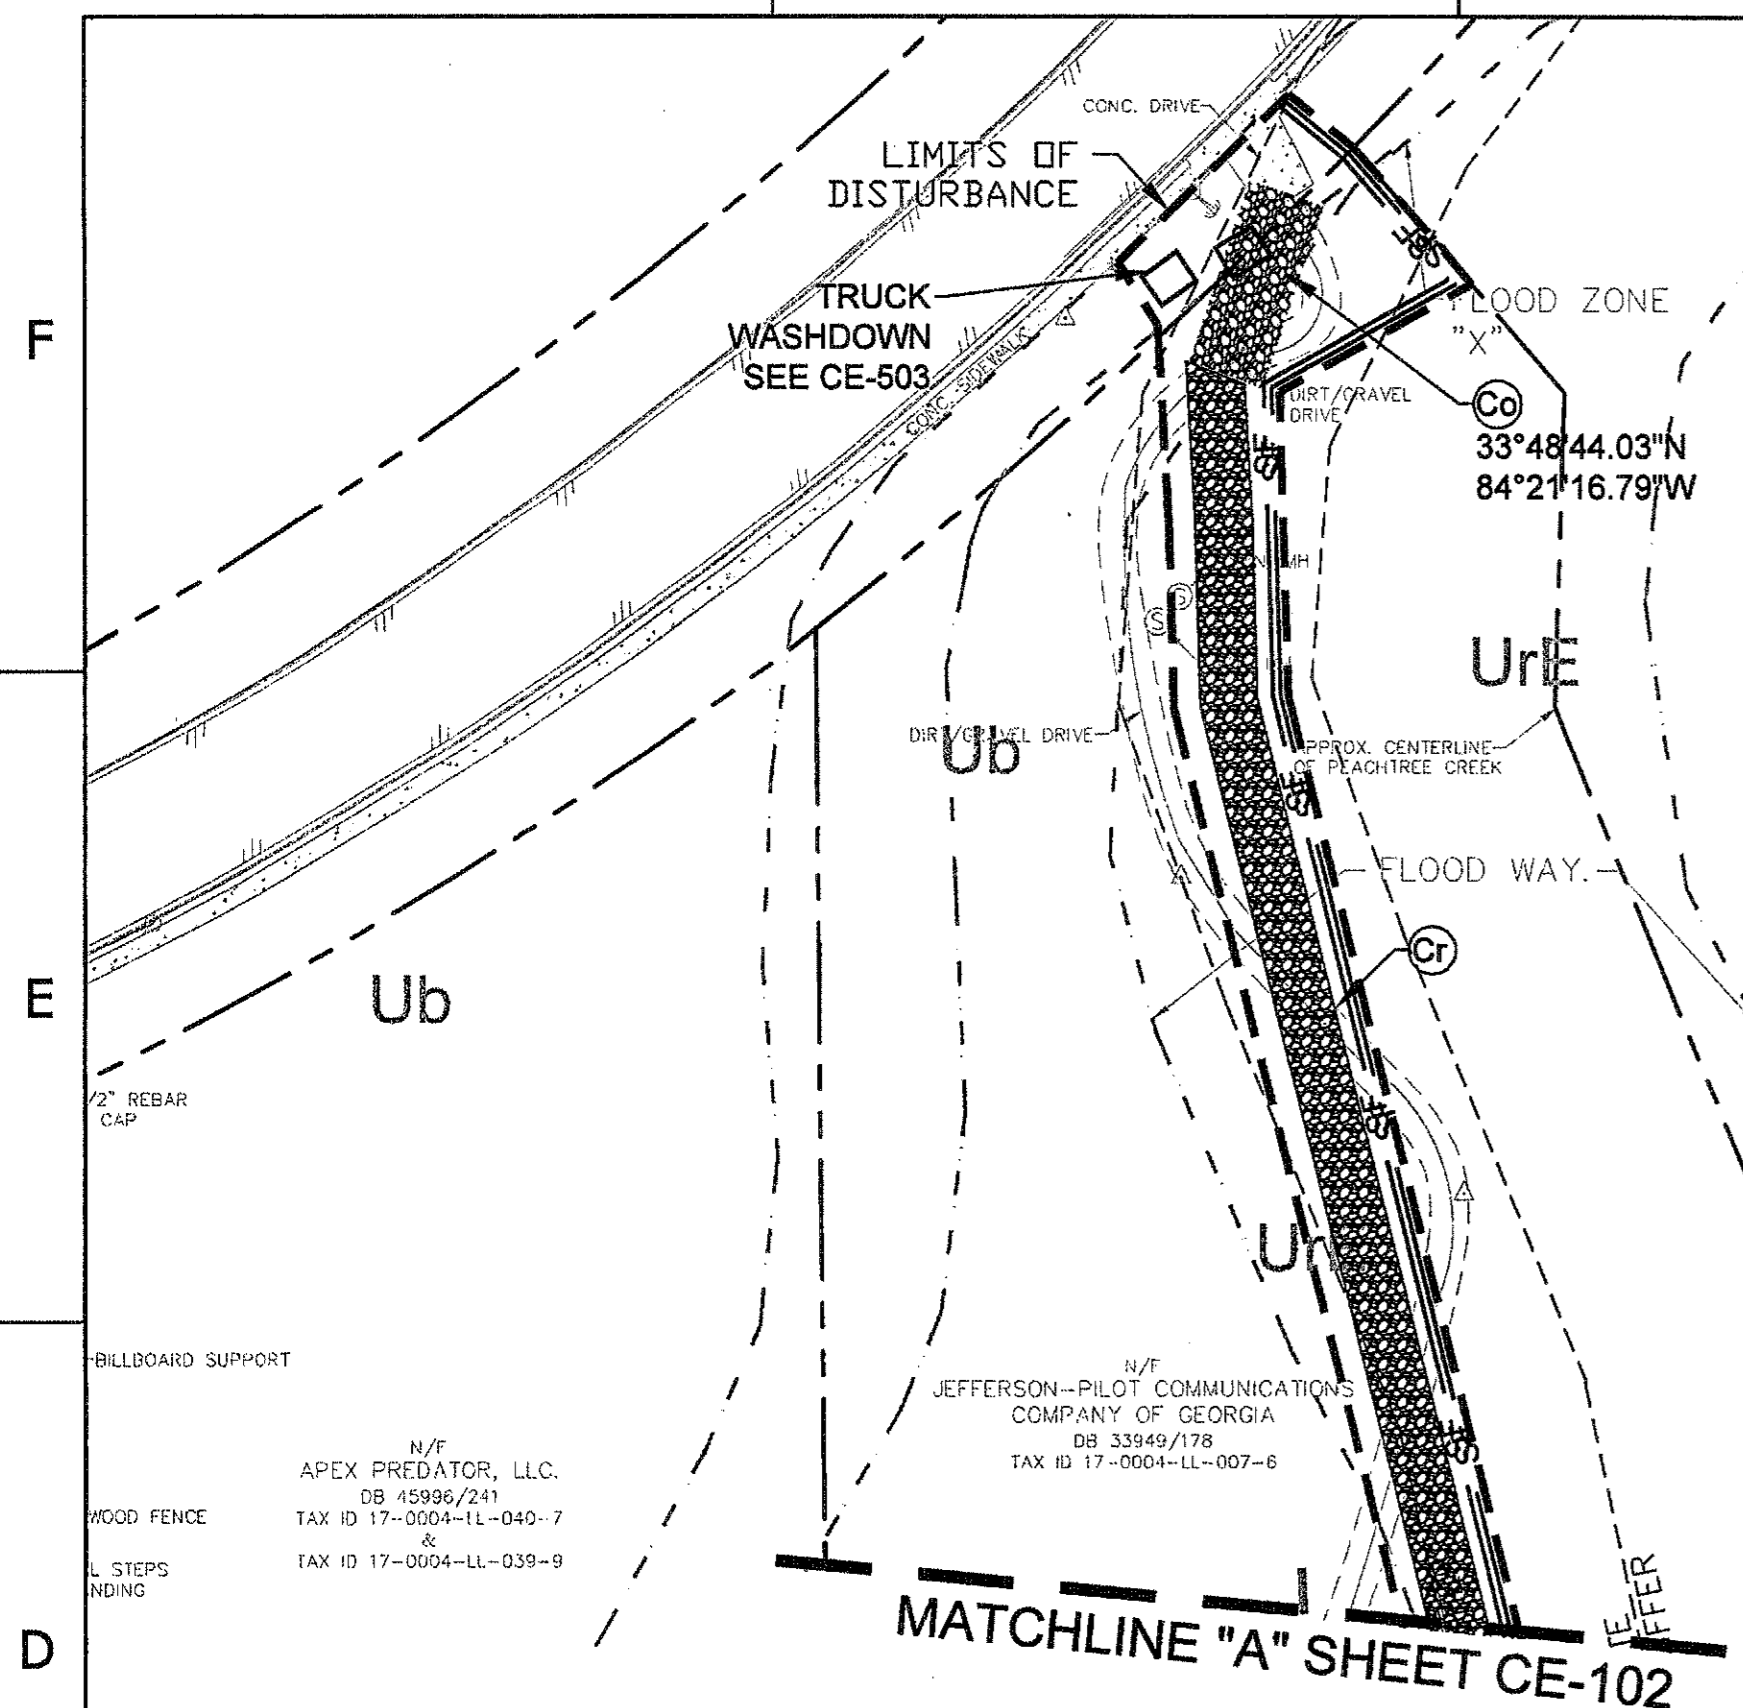 CONC. DRIVE
LIMITS OF
DISTURBANCE
TRUCK
WASHDOWN
SEE CE-503
CONC. SIDEWALK
FLOOD ZONE
"X"
F
DIRT/GRAVEL
DRIVE
Co
33°48'44.03"N
84°21'16.79"W
S
S
MH
UrE
DIRT/GRAVEL DRIVE
Ub
APPROX. CENTERLINE
OF PEACHTREE CREEK
FLOOD WAY.
Cr
E
Ub
/2" REBAR
CAP
Ur
BILLBOARD SUPPORT
N/F
JEFFERSON-PILOT COMMUNICATIONS
COMPANY OF GEORGIA
DB 33949/178
TAX ID 17-0004-LL-007-6
N/F
APEX PREDATOR, LLC.
DB 45996/241
TAX ID 17-0004-LL-040-7
&
TAX ID 17-0004-LL-039-9
WOOD FENCE
L STEPS
NDING
TE
FFER
D
MATCHLINE "A" SHEET CE-102